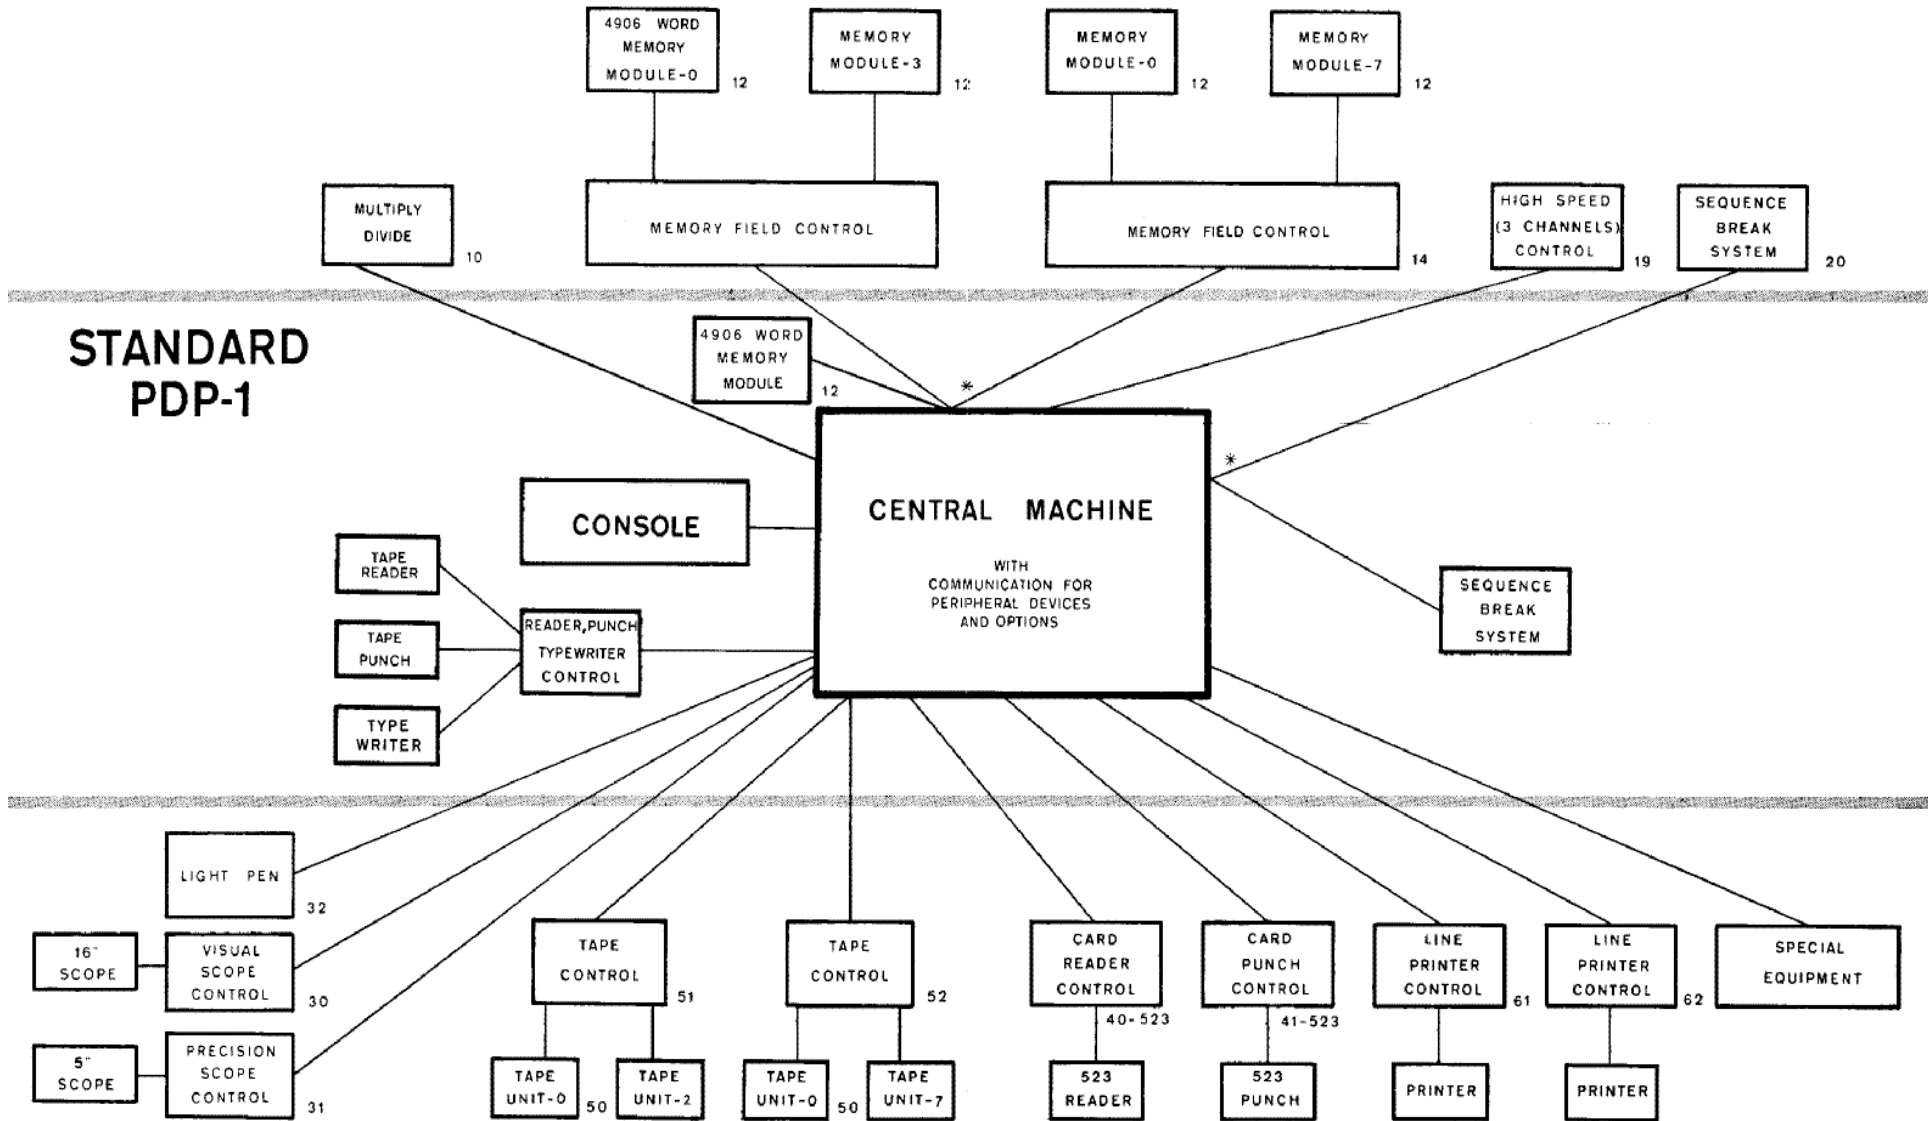 4906 WORD
MEMORY
MODULE-0
12
MEMORY
MODULE-3
12
MEMORY
MODULE-0
12
MEMORY
MODULE-7
12
MULTIPLY
DIVIDE
10
MEMORY FIELD CONTROL
MEMORY FIELD CONTROL
14
HIGH SPEED
(3 CHANNELS)
CONTROL
19
SEQUENCE
BREAK
SYSTEM
20
STANDARD
PDP-1
4906 WORD
MEMORY
MODULE
12
*
*
CONSOLE
CENTRAL MACHINE
WITH
COMMUNICATION FOR
PERIPHERAL DEVICES
AND OPTIONS
TAPE
READER
TAPE
PUNCH
TYPE
WRITER
READER, PUNCH
TYPEWRITER
CONTROL
SEQUENCE
BREAK
SYSTEM
LIGHT PEN
32
16"
SCOPE
VISUAL
SCOPE
CONTROL
30
5"
SCOPE
PRECISION
SCOPE
CONTROL
31
TAPE
CONTROL
51
TAPE
UNIT-0
50
TAPE
UNIT-2
TAPE
CONTROL
52
TAPE
UNIT-0
50
TAPE
UNIT-7
CARD
READER
CONTROL
40-523
523
READER
CARD
PUNCH
CONTROL
41-523
523
PUNCH
LINE
PRINTER
CONTROL
61
PRINTER
LINE
PRINTER
CONTROL
62
PRINTER
SPECIAL
EQUIPMENT